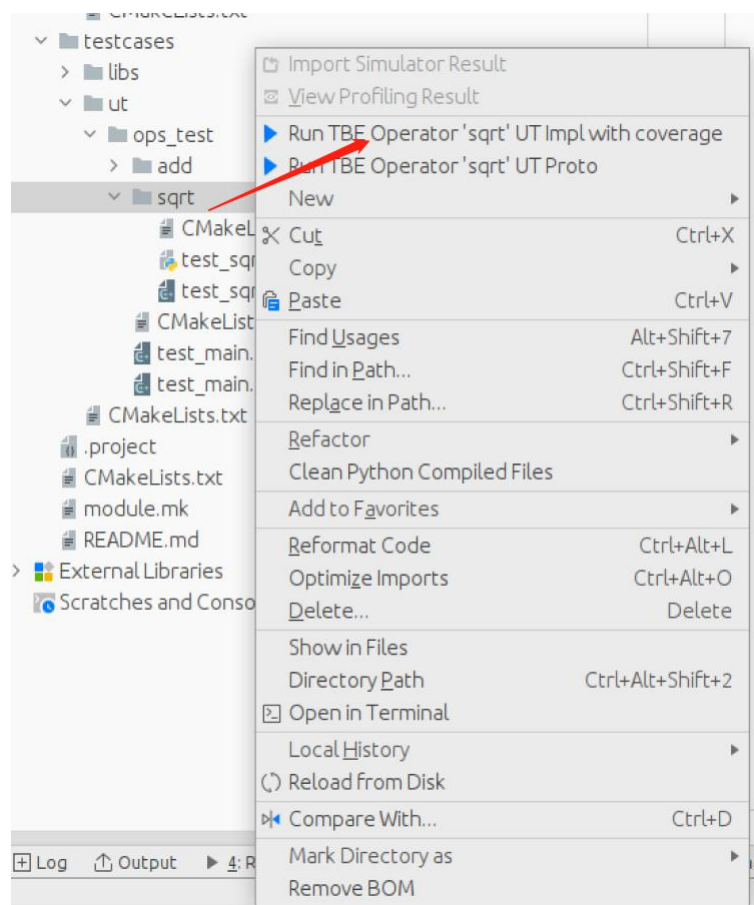 CMakeLists.txt
testcases
libs
ut
ops_test
add
sqrt
CMakeL
test_sqr
test_sqr
CMakeList
test_main.
test_main.
CMakeLists.txt
.project
CMakeLists.txt
module.mk
README.md
External Libraries
Scratches and Conso
Import Simulator Result
View Profiling Result
Run TBE Operator 'sqrt' UT Impl with coverage
Run TBE Operator 'sqrt' UT Proto
New
Cut Ctrl+X
Copy
Paste Ctrl+V
Find Usages Alt+Shift+7
Find in Path... Ctrl+Shift+F
Replace in Path... Ctrl+Shift+R
Refactor
Clean Python Compiled Files
Add to Favorites
Reformat Code Ctrl+Alt+L
Optimize Imports Ctrl+Alt+O
Delete... Delete
Show in Files
Directory Path Ctrl+Alt+Shift+2
Open in Terminal
Local History
Reload from Disk
Compare With... Ctrl+D
Mark Directory as
Remove BOM
Log Output 4: R